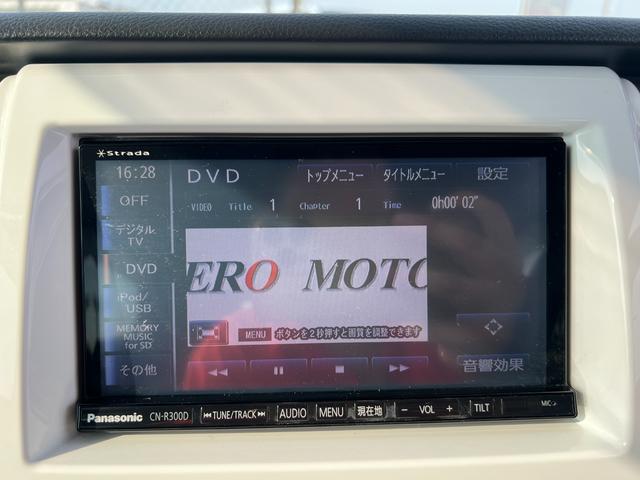 Strada
16:28
DVD トップメニュー タイトルメニュー 設定
OFF
VIDEO Title 1 Chapter 1 Time 0h00'02"
デジタル
TV
DVD
ERO MOTO
iPod/
USB
MENU ボタンを2秒押すと画質を調整できます
MEMORY
MUSIC
for SD
その他
音響効果
Panasonic CN-R300D TUNE/TRACK AUDIO MENU 現在地 − VOL + TILT MIC